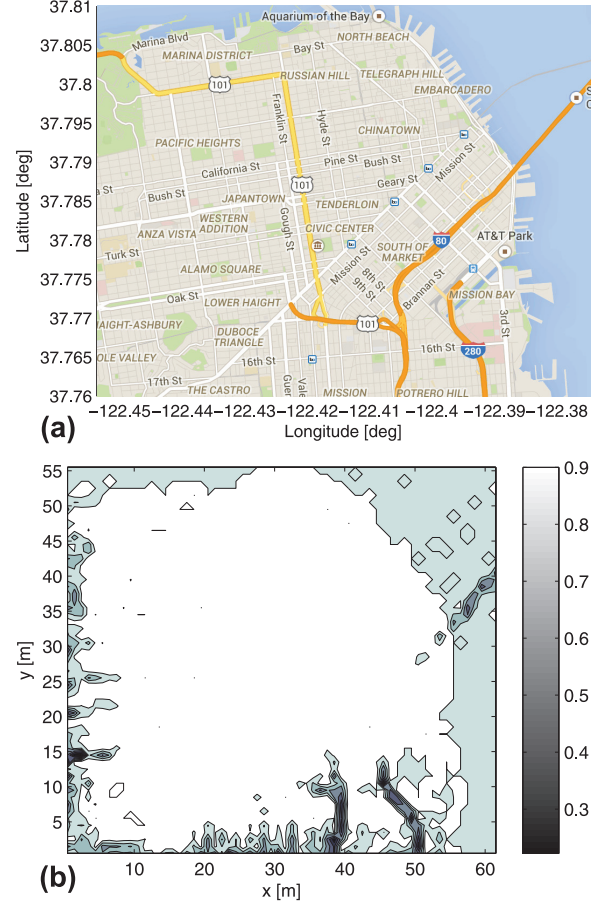 37.81
37.805
37.8
37.795
37.79
37.785
37.78
37.775
37.77
37.765
37.76
Latitude [deg]
Aquarium of the Bay
Marina Blvd
NORTH BEACH
Bay St
MARINA DISTRICT
TELEGRAPH HILL
RUSSIAN HILL
101
EMBARCADERO
S
C
Franklin St
Hyde St
CHINATOWN
PACIFIC HEIGHTS
Pine St
Bush St
Mission St
California St
Geary St
a St
Bush St
JAPANTOWN
101
TENDERLOIN
WESTERN
ADDITION
ANZA VISTA
Gough St
CIVIC CENTER
80
AT&T Park
Turk St
SOUTH OF
MARKET
Mission St
8th St
9th St
Brannan St
ALAMO SQUARE
Oak St
LOWER HEIGHT
MISSION BAY
3rd St
AIGHT-ASHBURY
DUBOCE
TRIANGLE
101
16th St
280
OLE VALLEY
16th St
17th St
THE CASTRO
Guer
Vale
MISSION
POTRERO HILL
−122.45 −122.44 −122.43 −122.42 −122.41 −122.4 −122.39 −122.38
Longitude [deg]
(a)
55
50
45
40
35
30
25
20
15
10
5
y [m]
10 20 30 40 50 60
x [m]
0.9
0.8
0.7
0.6
0.5
0.4
0.3
(b)